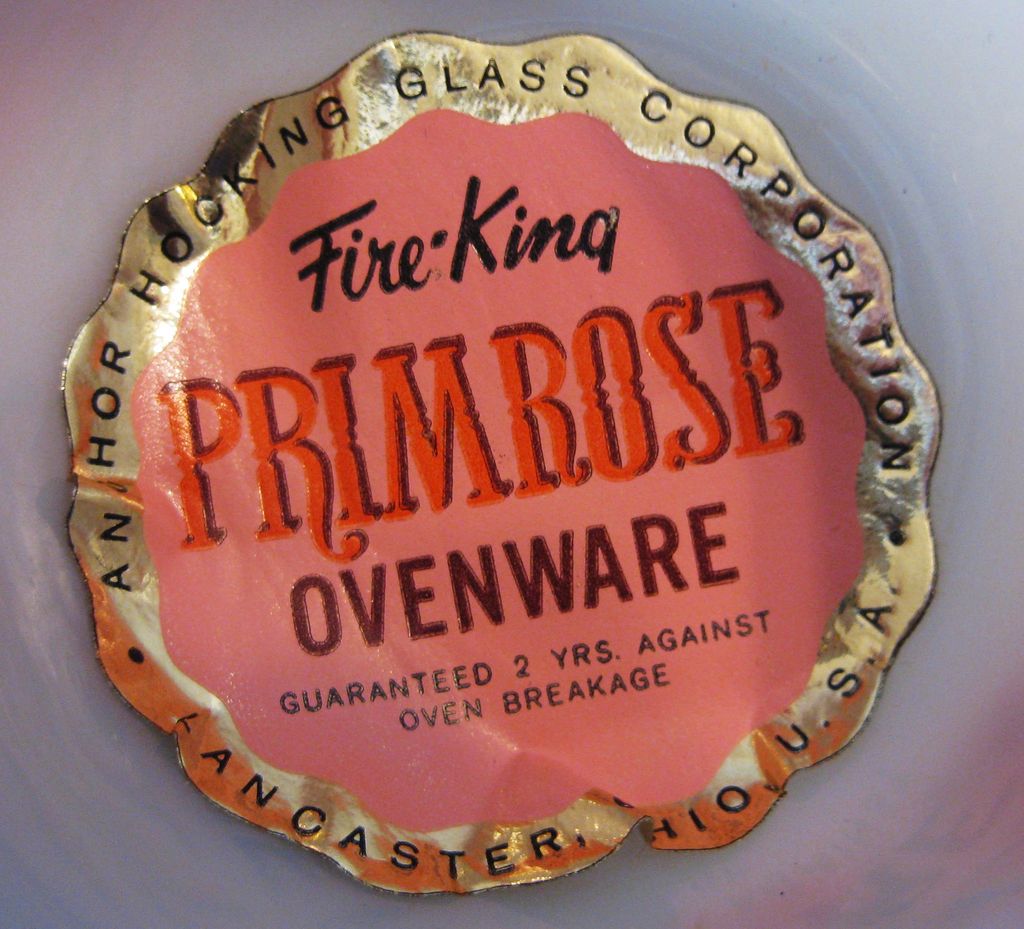 ANCHOR HOCKING GLASS CORPORATION
Fire-King
PRIMROSE
OVENWARE
GUARANTEED 2 YRS. AGAINST
OVEN BREAKAGE
• LANCASTER, OHIO U.S.A. •